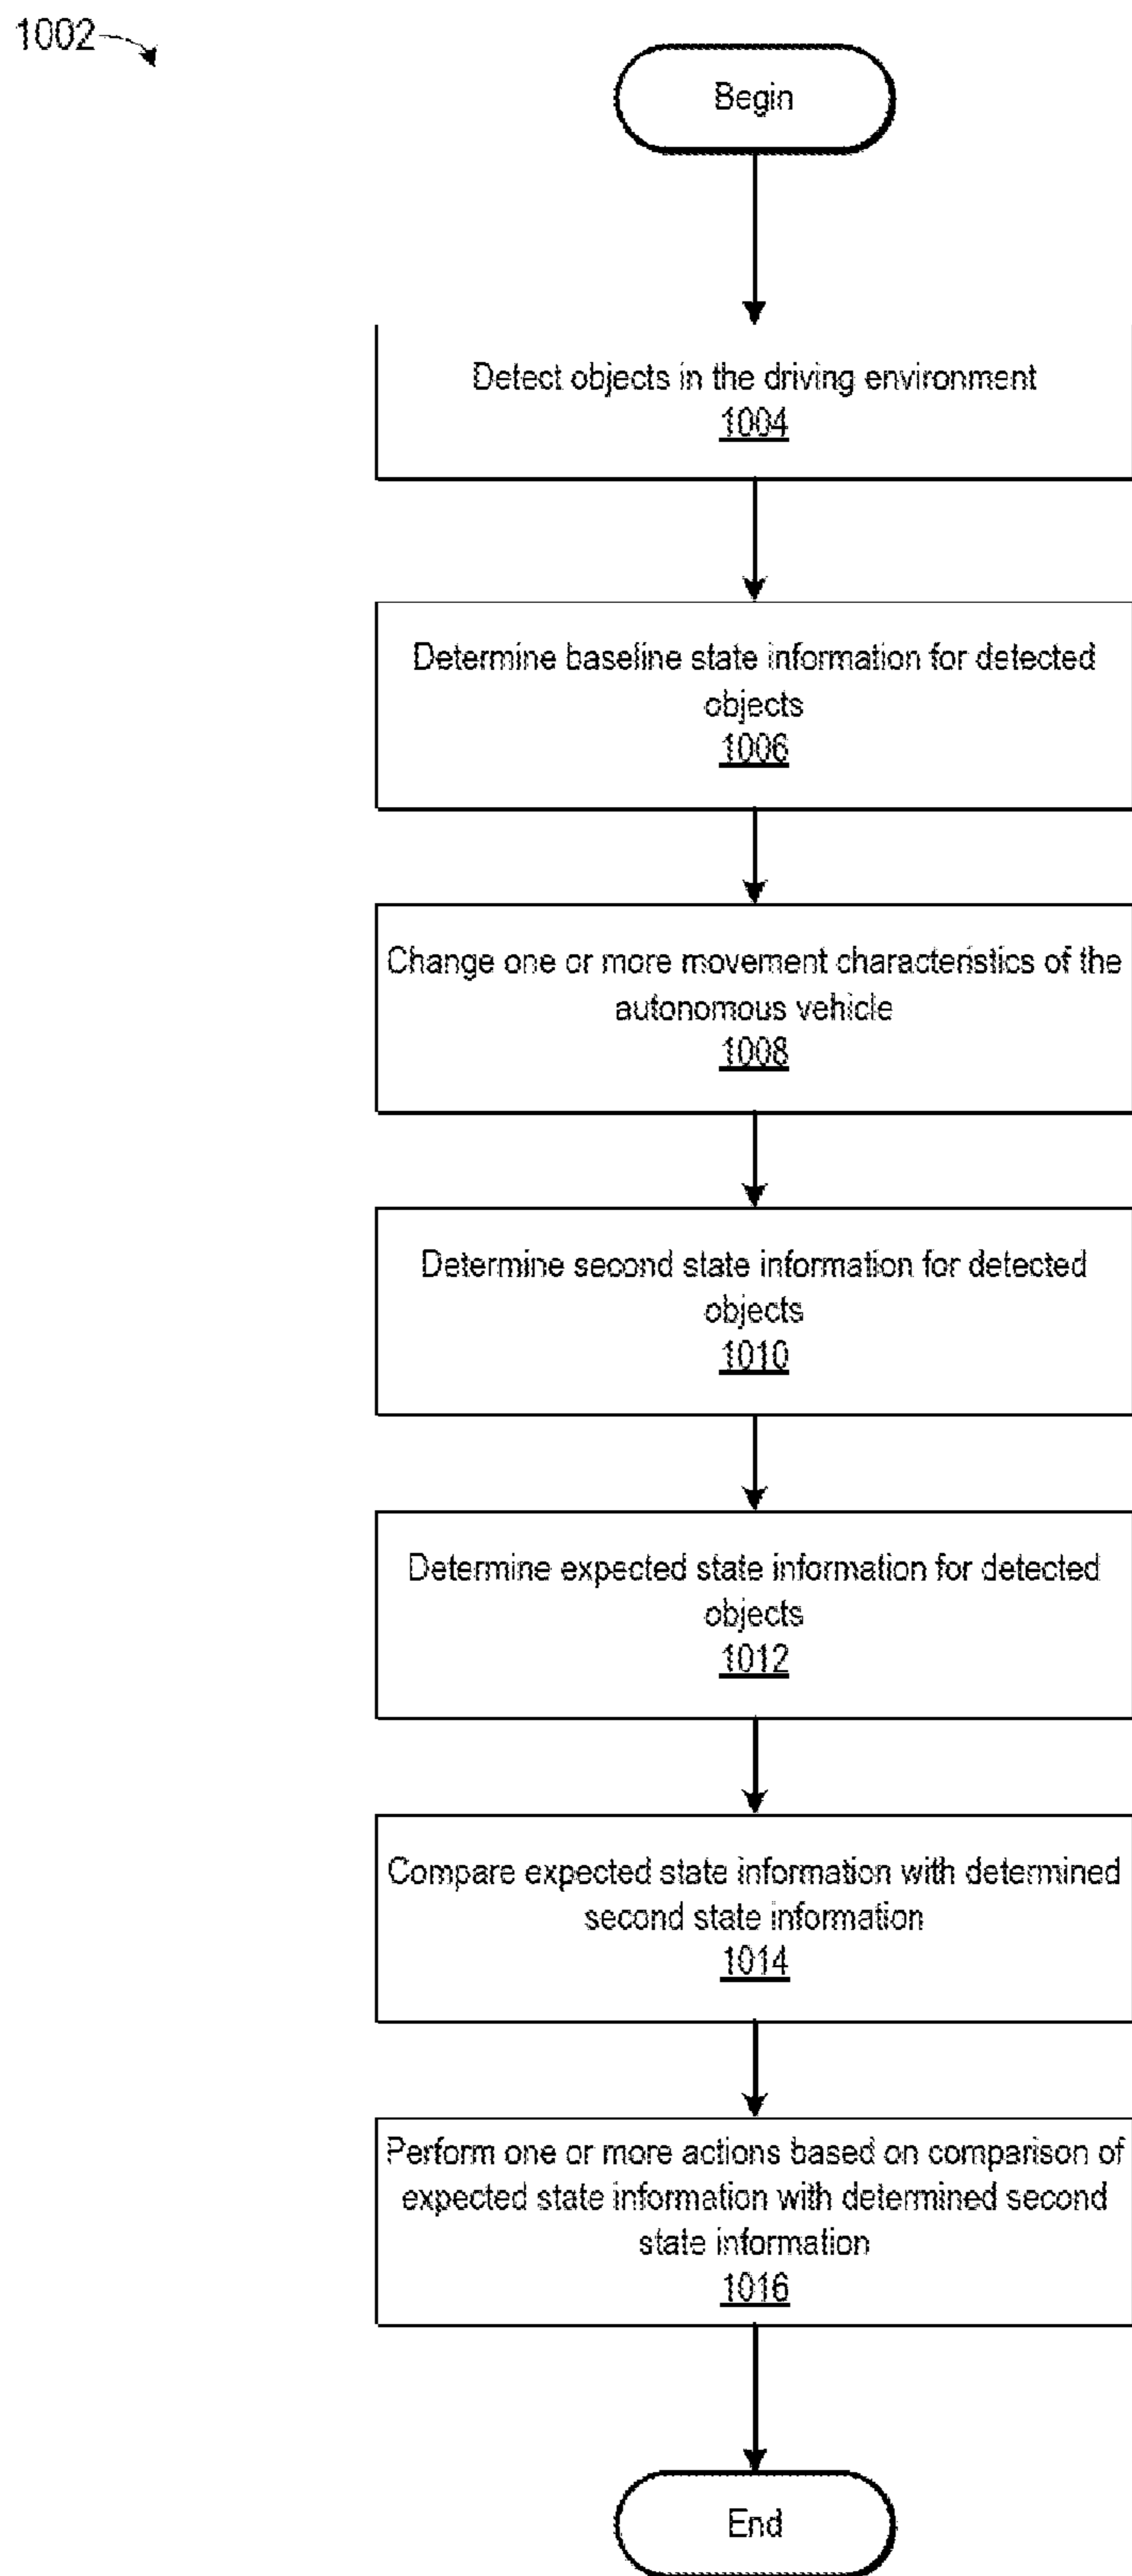 1002
Begin
Detect objects in the driving environment
1004
Determine baseline state information for detected
objects
1006
Change one or more movement characteristics of the
autonomous vehicle
1008
Determine second state information for detected
objects
1010
Determine expected state information for detected
objects
1012
Compare expected state information with determined
second state information
1014
Perform one or more actions based on comparison of
expected state information with determined second
state information
1016
End